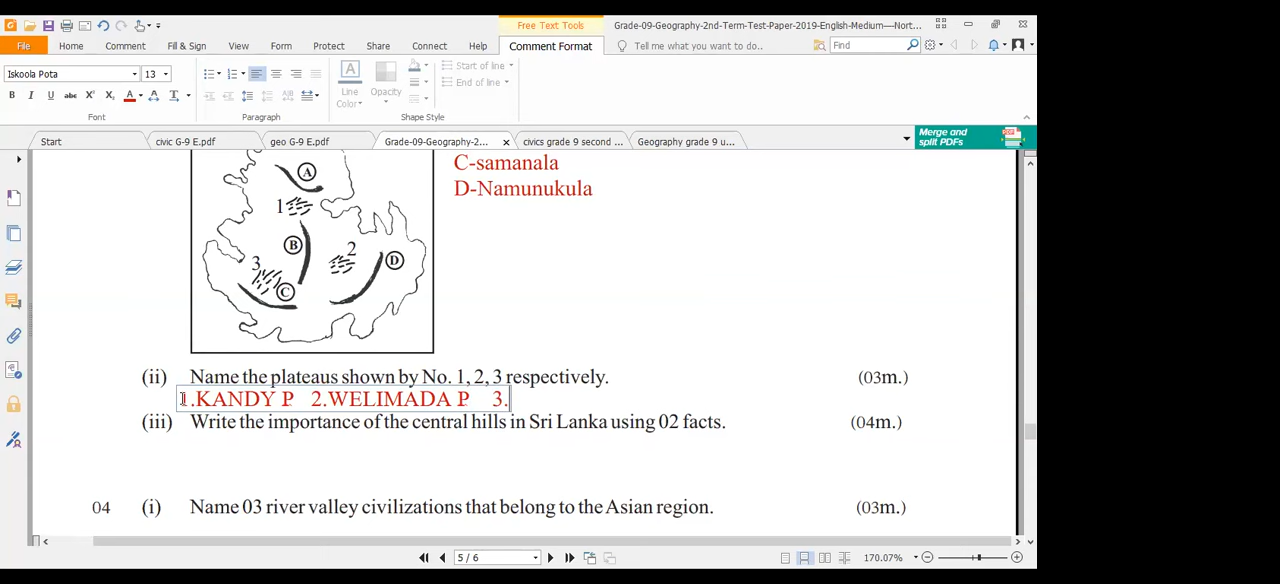 Free Text Tools
Grade-09-Geography-2nd-Term-Test-Paper-2019-English-Medium—Nort...
File Home Comment Fill & Sign View Form Protect Share Connect Help Comment Format Tell me what you want to do.. Find
Iskoola Pota 13
Start of line
End of line
Line Color Opacity
B I U abc X² X₂ A A T
Font Paragraph Shape Style
Start civic G-9 E.pdf geo G-9 E.pdf Grade-09-Geography-2... civics grade 9 second ... Geography grade 9 u...
Merge and
split PDFs
C-samanala
D-Namunukula
A
1
B
2
D
3
C
(ii) Name the plateaus shown by No. 1, 2, 3 respectively. (03m.)
1.KANDY P 2.WELIMADA P 3.
(iii) Write the importance of the central hills in Sri Lanka using 02 facts. (04m.)
04 (i) Name 03 river valley civilizations that belong to the Asian region. (03m.)
5 / 6 170.07%